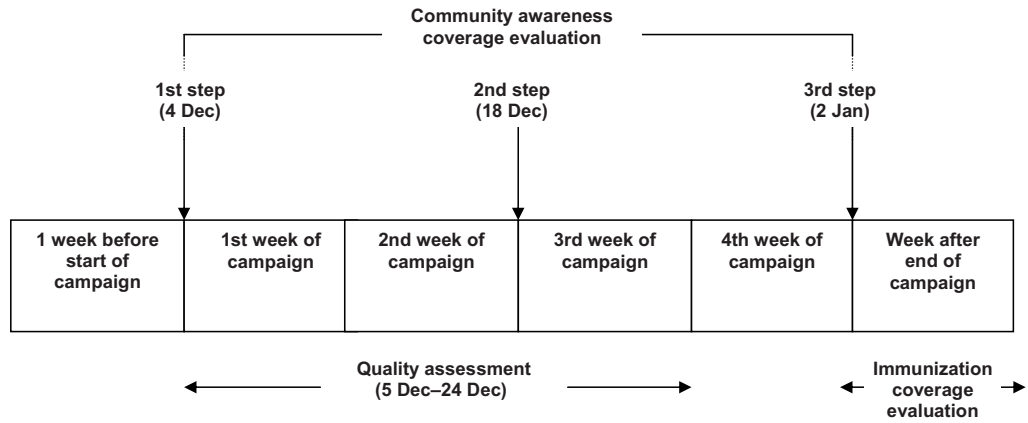 Community awareness
coverage evaluation
1st step
(4 Dec)
2nd step
(18 Dec)
3rd step
(2 Jan)
1 week before
start of
campaign
1st week of
campaign
2nd week of
campaign
3rd week of
campaign
4th week of
campaign
Week after
end of
campaign
Quality assessment
(5 Dec–24 Dec)
Immunization
coverage
evaluation